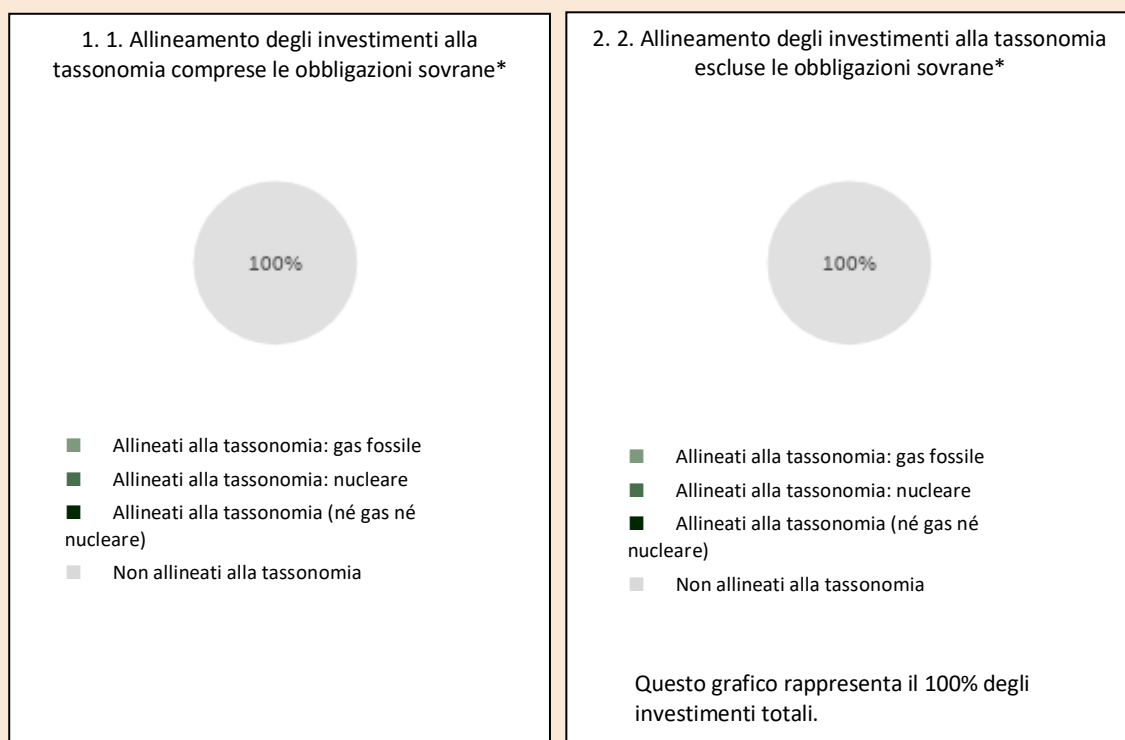 1. 1. Allineamento degli investimenti alla
tassonomia comprese le obbligazioni sovrane*
100%
Allineati alla tassonomia: gas fossile
Allineati alla tassonomia: nucleare
Allineati alla tassonomia (né gas né
nucleare)
Non allineati alla tassonomia
2. 2. Allineamento degli investimenti alla tassonomia
escluse le obbligazioni sovrane*
100%
Allineati alla tassonomia: gas fossile
Allineati alla tassonomia: nucleare
Allineati alla tassonomia (né gas né
nucleare)
Non allineati alla tassonomia
Questo grafico rappresenta il 100% degli
investimenti totali.